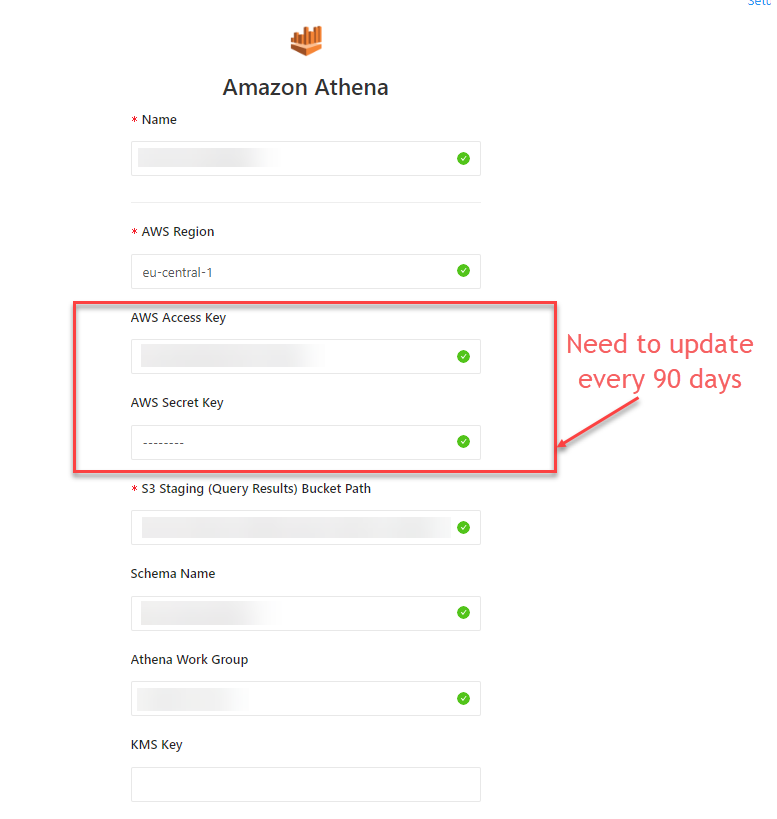 Setu
Amazon Athena
* Name
* AWS Region
eu-central-1
AWS Access Key
Need to update
every 90 days
AWS Secret Key
--------
* S3 Staging (Query Results) Bucket Path
Schema Name
Athena Work Group
KMS Key